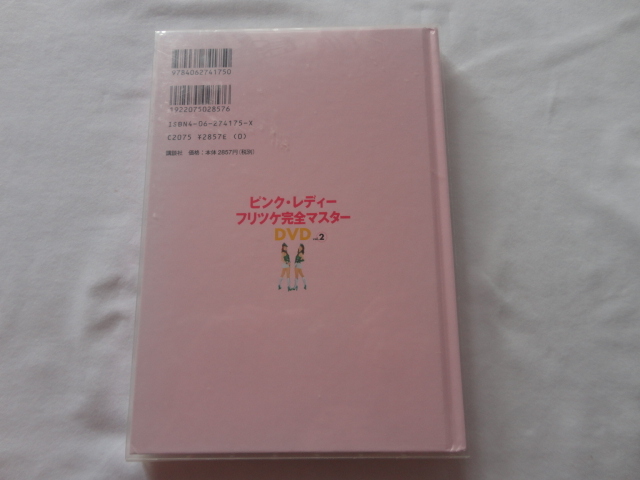 9784062741750
1922075028576
ISBN4-06-274175-X
C2075 ¥2857E (0)
講談社 定価：本体2857円（税別）
ピンク・レディー
フリツケ完全マスター
DVD vol.2